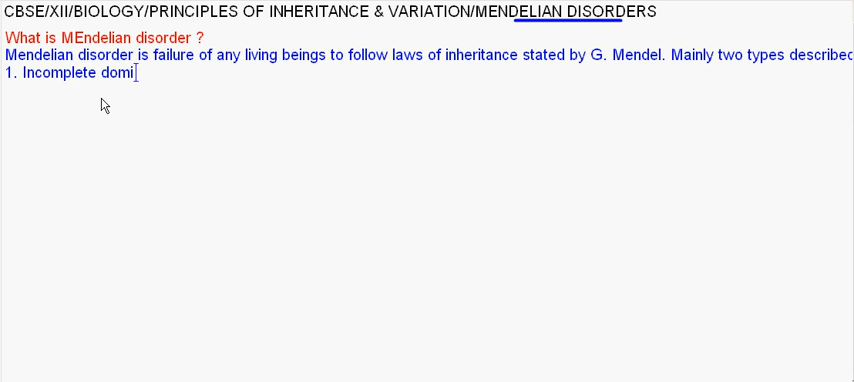 CBSE/XII/BIOLOGY/PRINCIPLES OF INHERITANCE & VARIATION/MENDELIAN DISORDERS
What is MEndelian disorder ?
Mendelian disorder is failure of any living beings to follow laws of inheritance stated by G. Mendel. Mainly two types described
1. Incomplete domi